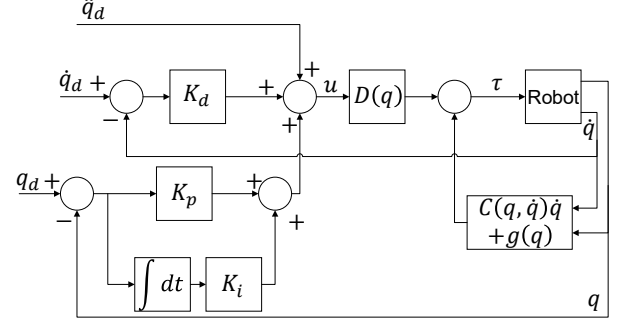 q̈_d
+
q̇_d + K_d + u D(q) τ Robot
− + q̇
q_d + K_p + C(q, q̇)q̇
− + +g(q)
∫ dt K_i
q